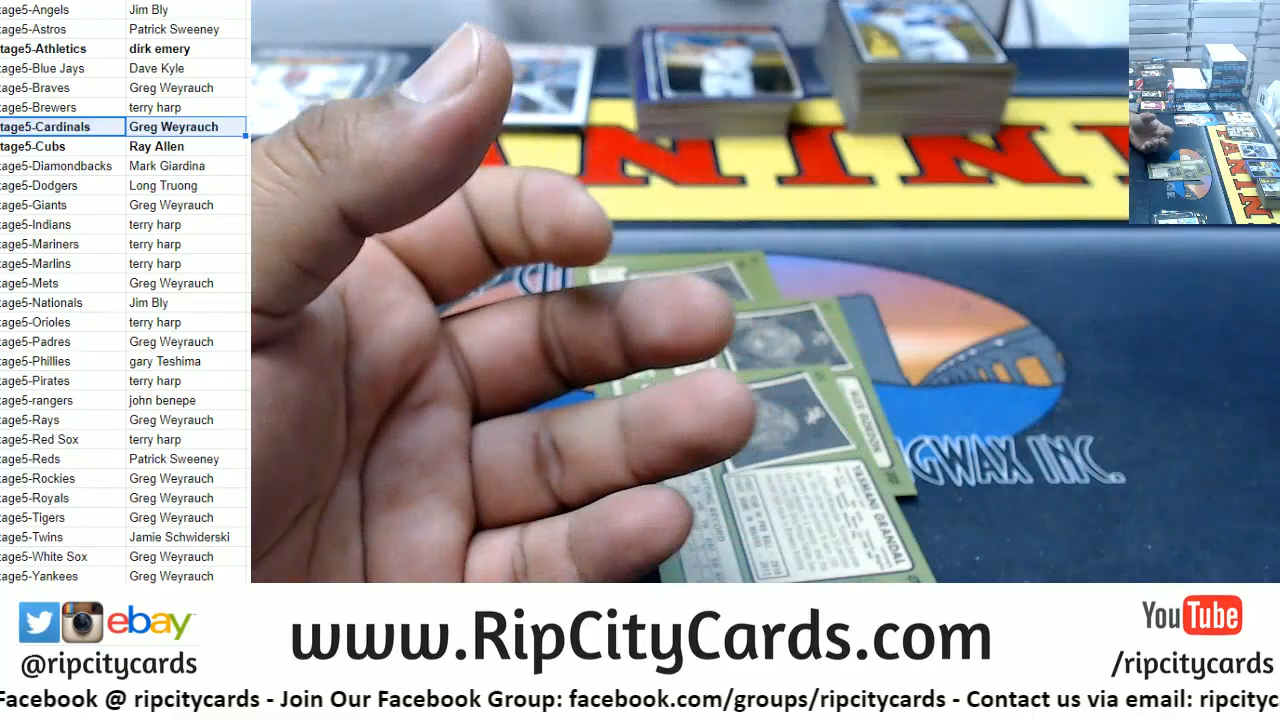 tage5-Angels Jim Bly
tage5-Astros Patrick Sweeney
tage5-Athletics dirk emery
tage5-Blue Jays Dave Kyle
tage5-Braves Greg Weyrauch
tage5-Brewers terry harp
tage5-Cardinals Greg Weyrauch
tage5-Cubs Ray Allen
tage5-Diamondbacks Mark Giardina
tage5-Dodgers Long Truong
tage5-Giants Greg Weyrauch
tage5-Indians terry harp
tage5-Mariners terry harp
tage5-Marlins terry harp
tage5-Mets Greg Weyrauch
tage5-Nationals Jim Bly
tage5-Orioles terry harp
tage5-Padres Greg Weyrauch
tage5-Phillies gary Teshima
tage5-Pirates terry harp
tage5-rangers john benepe
tage5-Rays Greg Weyrauch
tage5-Red Sox terry harp
tage5-Reds Patrick Sweeney
tage5-Rockies Greg Weyrauch
tage5-Royals Greg Weyrauch
tage5-Tigers Greg Weyrauch
tage5-Twins Jamie Schwiderski
tage5-White Sox Greg Weyrauch
tage5-Yankees Greg Weyrauch
ANINI
NINI
GWAX INC.
YASMANI GRANDAL
ebay
@ripcitycards
www.RipCityCards.com
YouTube
/ripcitycards
Facebook @ ripcitycards - Join Our Facebook Group: facebook.com/groups/ripcitycards - Contact us via email: ripcityc